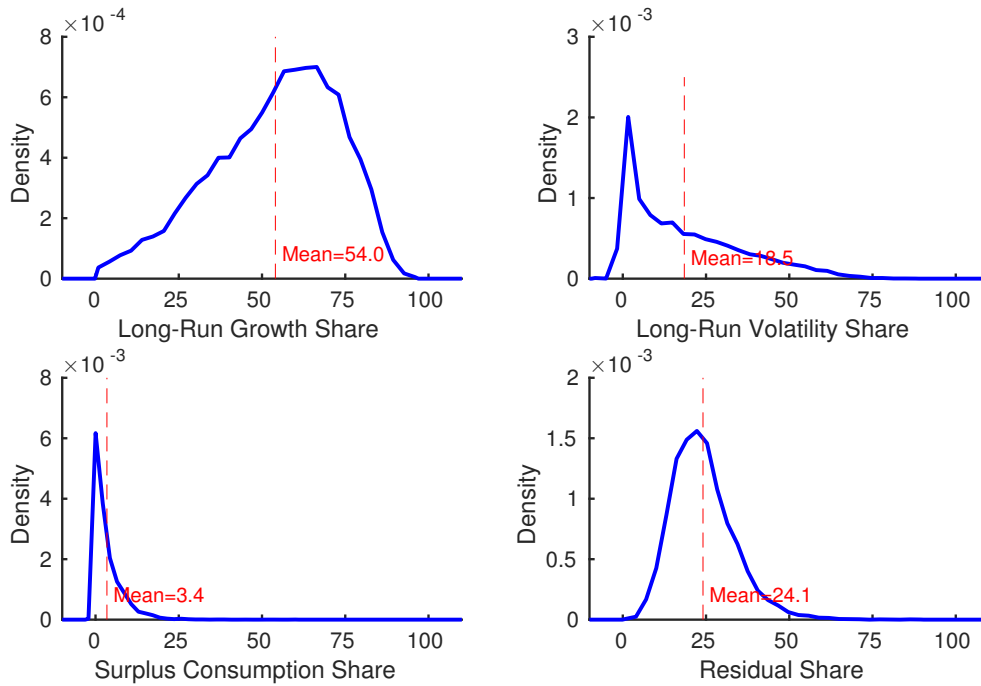 ×10 -4
8
6
4
2
0
Density
Mean=54.0
0 25 50 75 100
Long-Run Growth Share
×10 -3
3
2
1
0
Density
Mean=18.5
0 25 50 75 100
Long-Run Volatility Share
×10 -3
8
6
4
2
0
Density
Mean=3.4
0 25 50 75 100
Surplus Consumption Share
×10 -3
2
1.5
1
0.5
0
Density
Mean=24.1
0 25 50 75 100
Residual Share